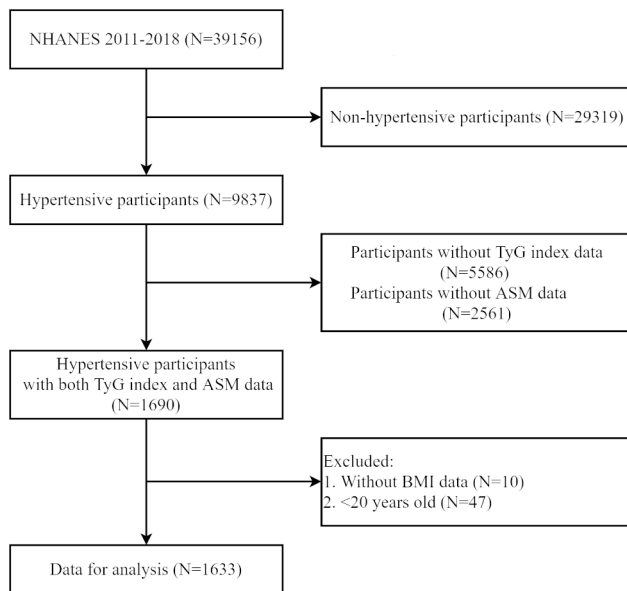 NHANES 2011-2018 (N=39156)
Non-hypertensive participants (N=29319)
Hypertensive participants (N=9837)
Participants without TyG index data
(N=5586)
Participants without ASM data
(N=2561)
Hypertensive participants
with both TyG index and ASM data
(N=1690)
Excluded:
1. Without BMI data (N=10)
2. <20 years old (N=47)
Data for analysis (N=1633)